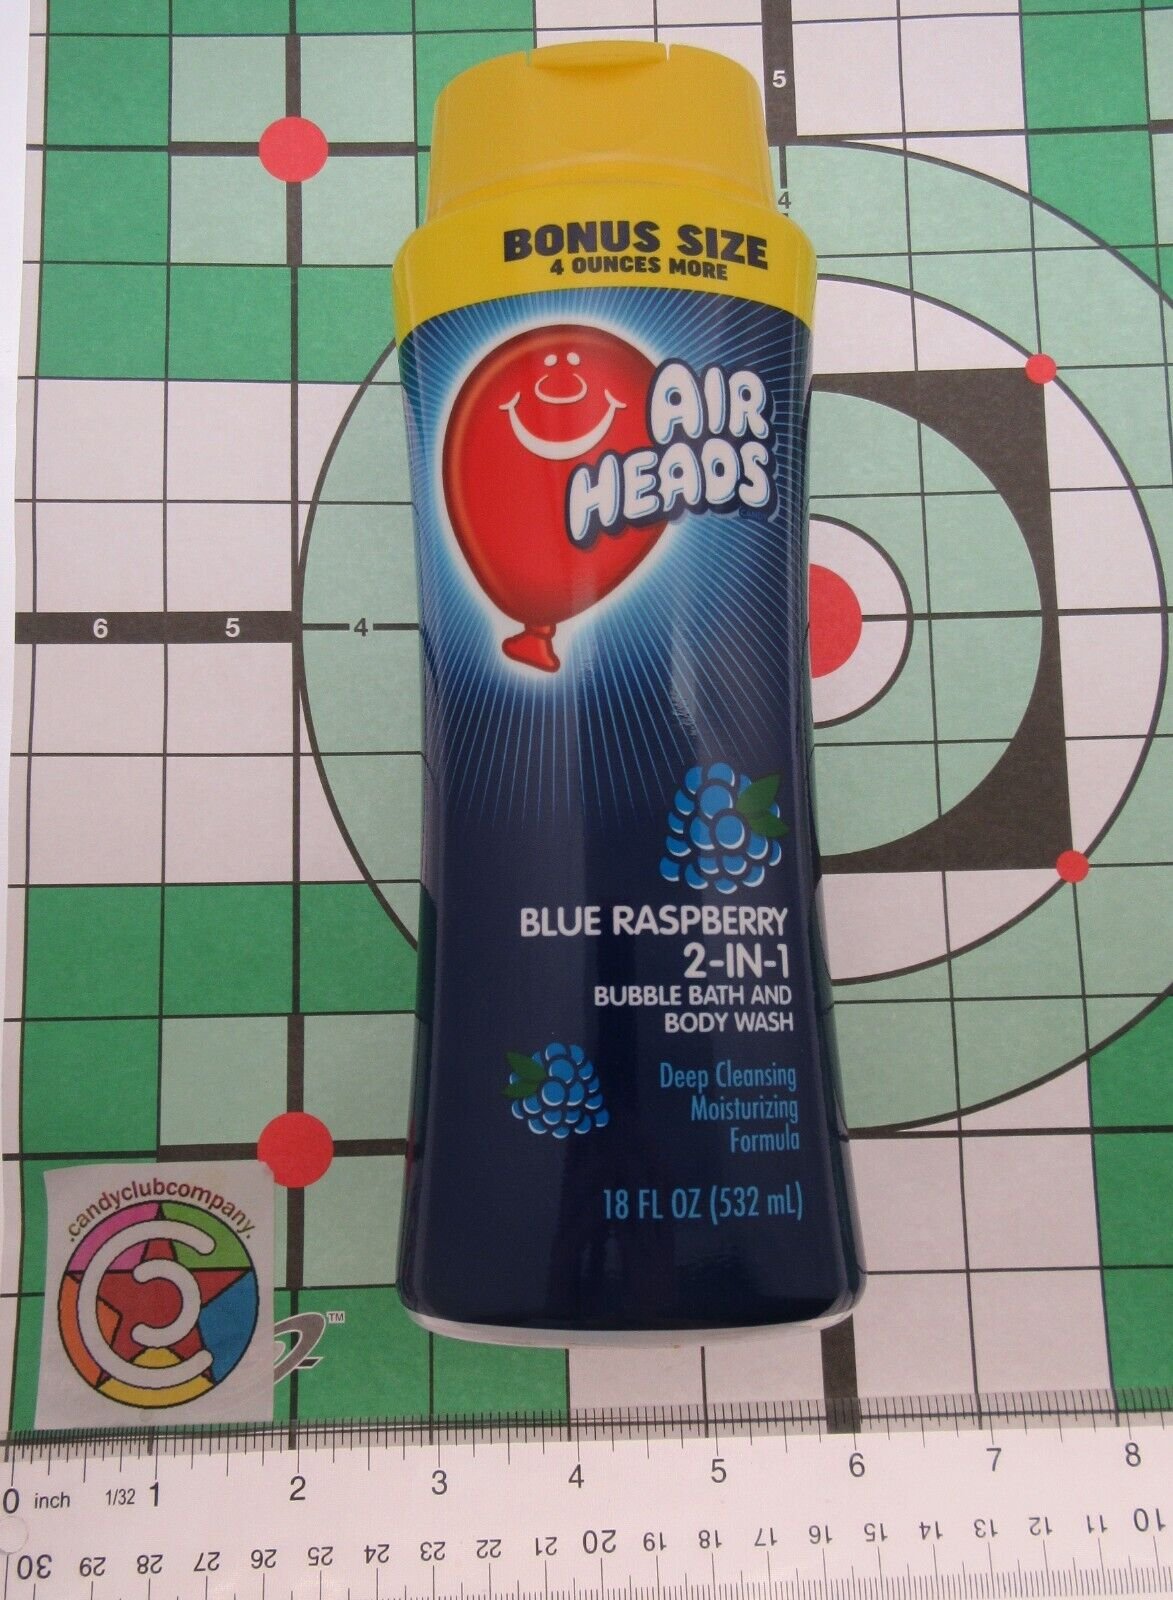 5
4
BONUS SIZE
4 OUNCES MORE
AIR
HEADS
CANDY
6 5 4
BLUE RASPBERRY
2-IN-1
BUBBLE BATH AND
BODY WASH
Deep Cleansing
Moisturizing
Formula
18 FL OZ (532 mL)
.candyclubcompany.
TM
0 inch 1/32 1 2 3 4 5 6 7 8
30 29 28 27 26 25 24 23 22 21 20 19 18 17 16 15 14 13 12 11 10